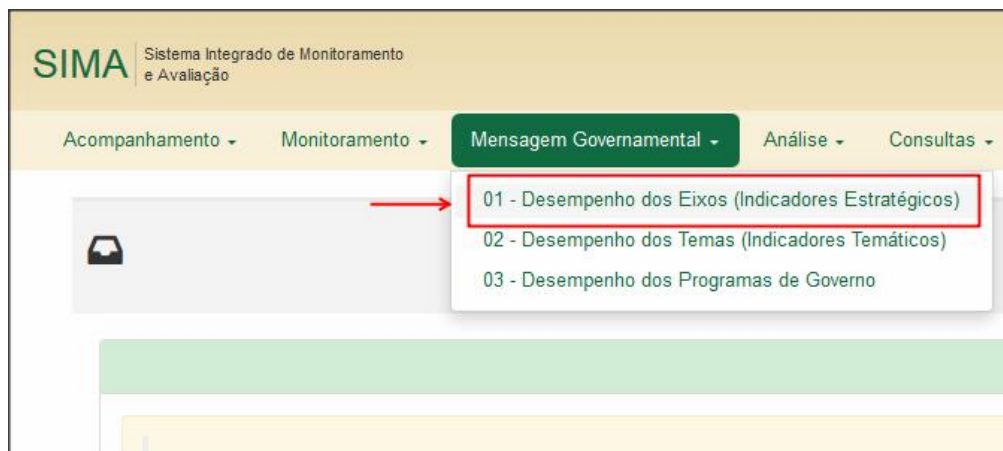 SIMA
Sistema Integrado de Monitoramento
e Avaliação
Acompanhamento Monitoramento Mensagem Governamental Análise Consultas
01 - Desempenho dos Eixos (Indicadores Estratégicos)
02 - Desempenho dos Temas (Indicadores Temáticos)
03 - Desempenho dos Programas de Governo